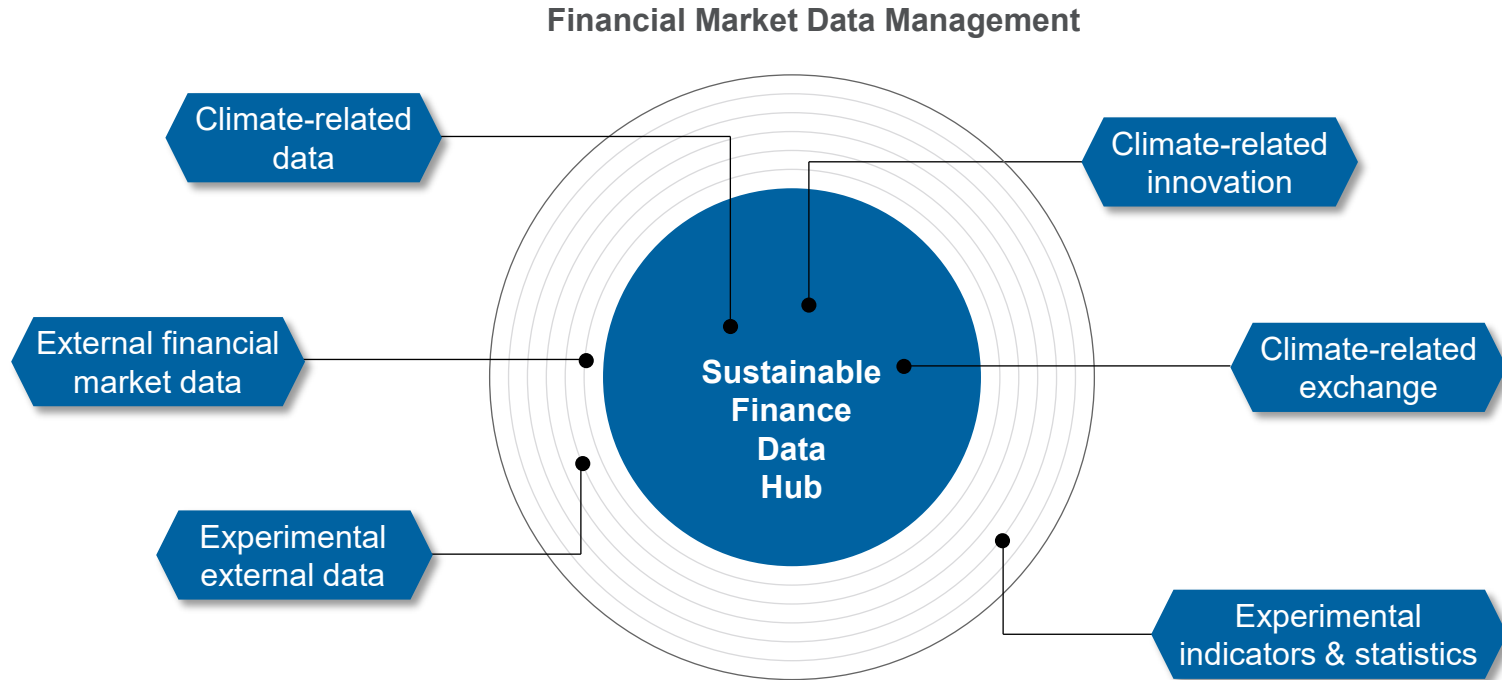 Financial Market Data Management
Climate-related
data
Climate-related
innovation
External financial
market data
Climate-related
exchange
Sustainable
Finance
Data
Hub
Experimental
external data
Experimental
indicators & statistics